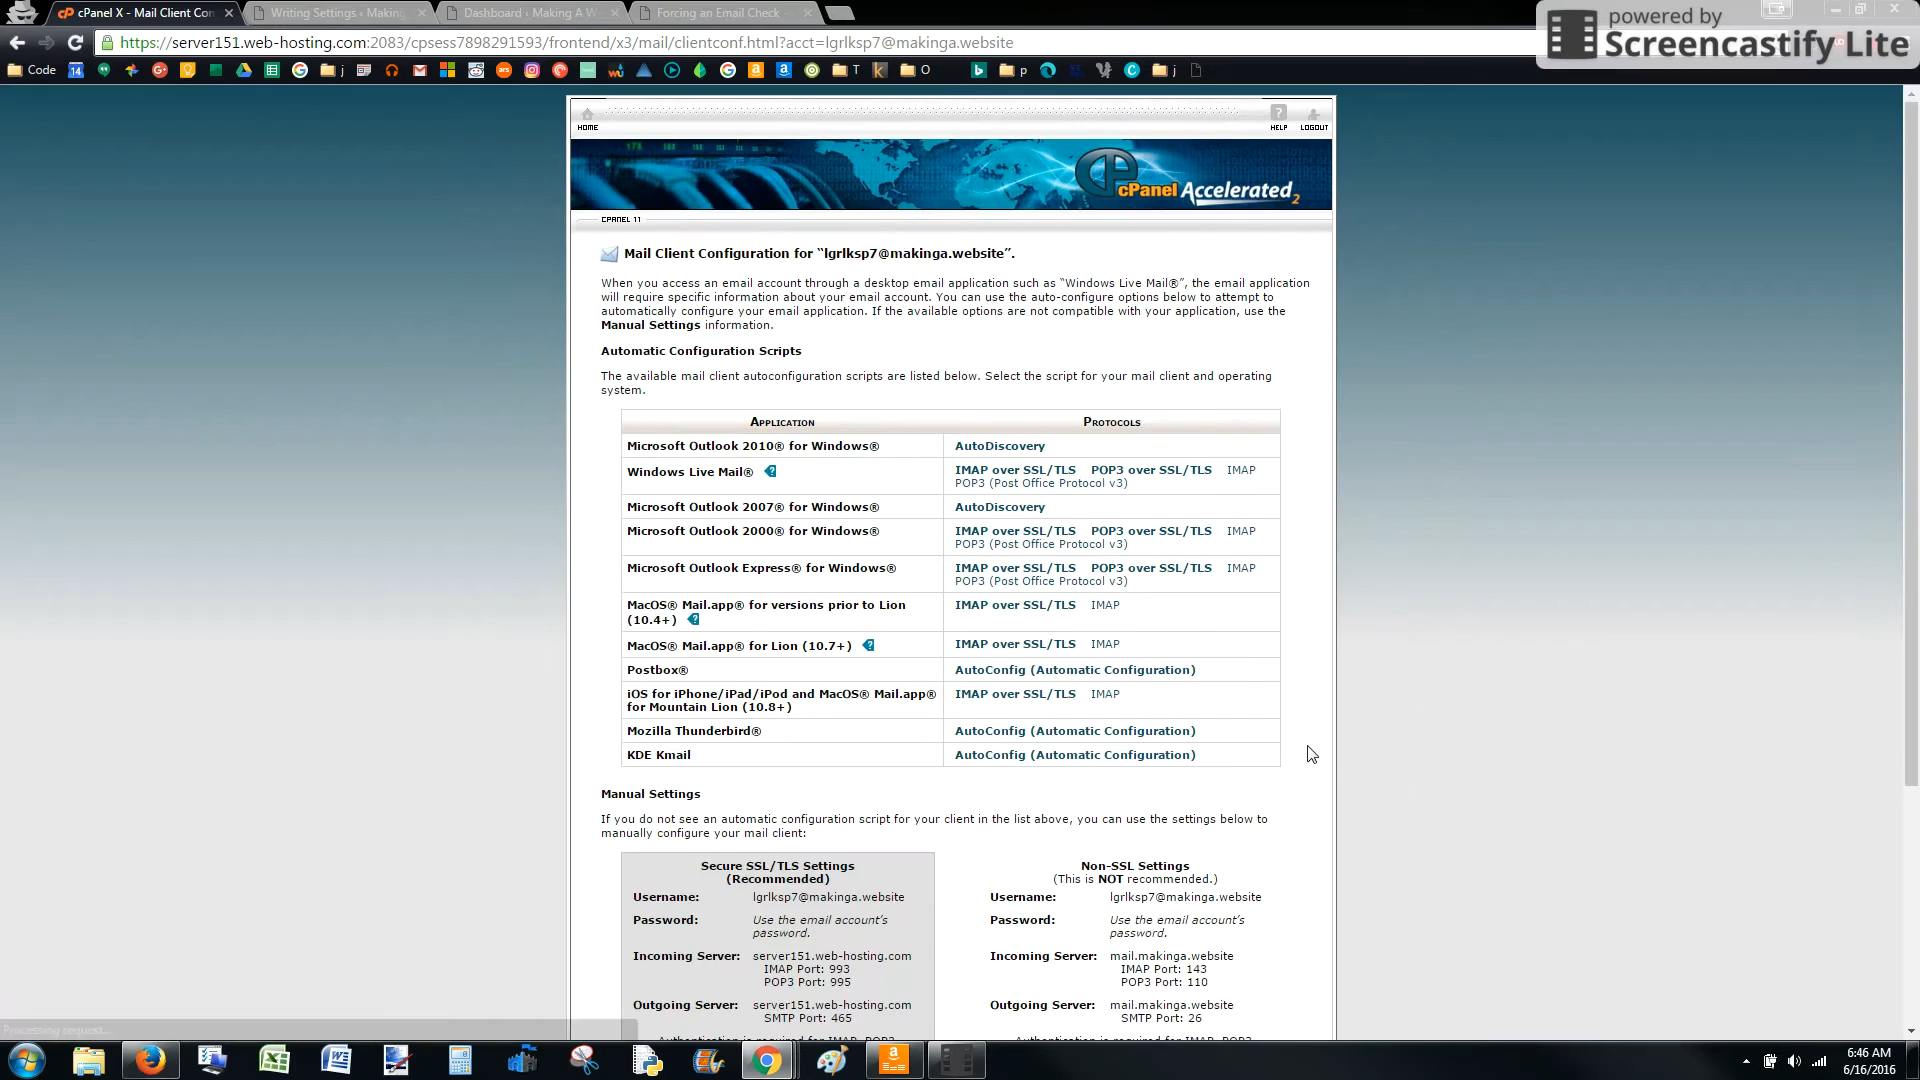 cPanel X - Mail Client Con
Writing Settings ‹ Making
Dashboard ‹ Making A W
Forcing an Email Check
https://server151.web-hosting.com:2083/cpsess7898291593/frontend/x3/mail/clientconf.html?acct=lgrlksp7@makinga.website
powered by
Screencastify Lite
Code
14
j
T
O
p
j
HOME
HELP
LOGOUT
cPanel Accelerated 2
CPANEL 11
Mail Client Configuration for “lgrlksp7@makinga.website”.
When you access an email account through a desktop email application such as “Windows Live Mail®”, the email application
will require specific information about your email account. You can use the auto-configure options below to attempt to
automatically configure your email application. If the available options are not compatible with your application, use the
Manual Settings information.
Automatic Configuration Scripts
The available mail client autoconfiguration scripts are listed below. Select the script for your mail client and operating
system.
Application Protocols
Microsoft Outlook 2010® for Windows® AutoDiscovery
Windows Live Mail® IMAP over SSL/TLS POP3 over SSL/TLS IMAP
POP3 (Post Office Protocol v3)
Microsoft Outlook 2007® for Windows® AutoDiscovery
Microsoft Outlook 2000® for Windows® IMAP over SSL/TLS POP3 over SSL/TLS IMAP
POP3 (Post Office Protocol v3)
Microsoft Outlook Express® for Windows® IMAP over SSL/TLS POP3 over SSL/TLS IMAP
POP3 (Post Office Protocol v3)
MacOS® Mail.app® for versions prior to Lion IMAP over SSL/TLS IMAP
(10.4+)
MacOS® Mail.app® for Lion (10.7+) IMAP over SSL/TLS IMAP
Postbox® AutoConfig (Automatic Configuration)
iOS for iPhone/iPad/iPod and MacOS® Mail.app® IMAP over SSL/TLS IMAP
for Mountain Lion (10.8+)
Mozilla Thunderbird® AutoConfig (Automatic Configuration)
KDE Kmail AutoConfig (Automatic Configuration)
Manual Settings
If you do not see an automatic configuration script for your client in the list above, you can use the settings below to
manually configure your mail client:
Secure SSL/TLS Settings
(Recommended)
Username: lgrlksp7@makinga.website
Password: Use the email account’s
password.
Incoming Server: server151.web-hosting.com
IMAP Port: 993
POP3 Port: 995
Outgoing Server: server151.web-hosting.com
SMTP Port: 465
Authentication is required for IMAP, POP3
Non-SSL Settings
(This is NOT recommended.)
Username: lgrlksp7@makinga.website
Password: Use the email account’s
password.
Incoming Server: mail.makinga.website
IMAP Port: 143
POP3 Port: 110
Outgoing Server: mail.makinga.website
SMTP Port: 26
Authentication is required for IMAP, POP3
Processing request...
6:46 AM
6/16/2016